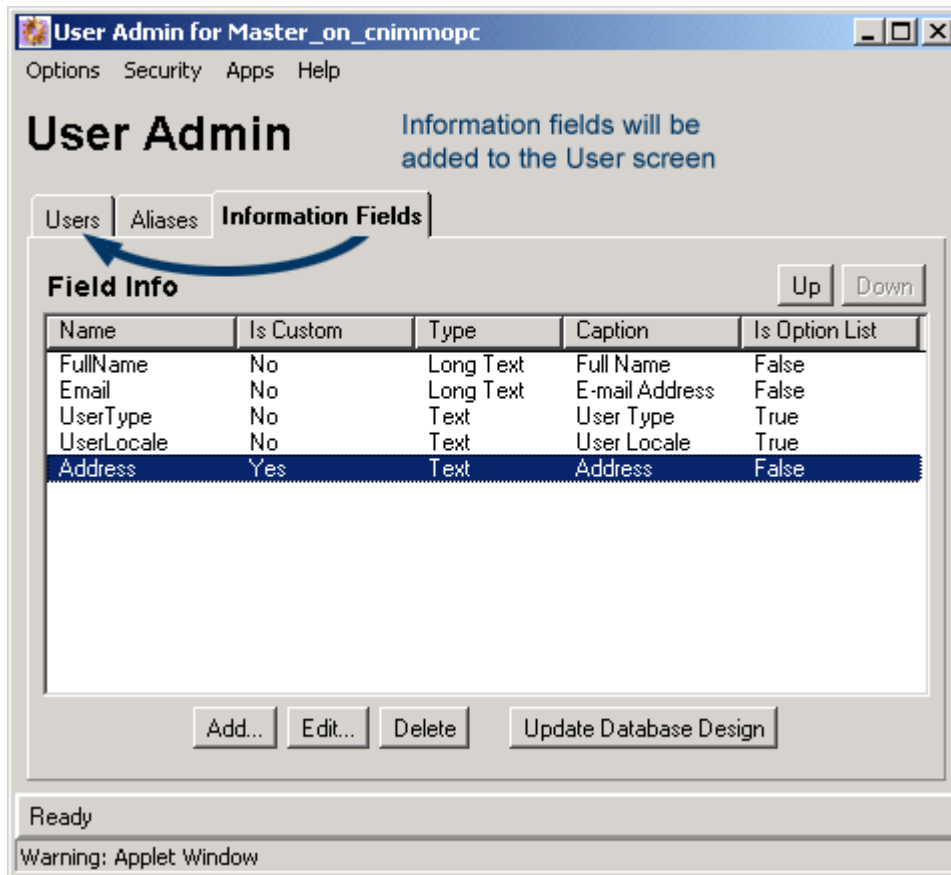 User Admin for Master_on_cnimmopc
Options Security Apps Help
User Admin
Information fields will be
added to the User screen
Users Aliases Information Fields
Field Info Up Down
Name Is Custom Type Caption Is Option List
FullName No Long Text Full Name False
Email No Long Text E-mail Address False
UserType No Text User Type True
UserLocale No Text User Locale True
Address Yes Text Address False
Add... Edit... Delete Update Database Design
Ready
Warning: Applet Window